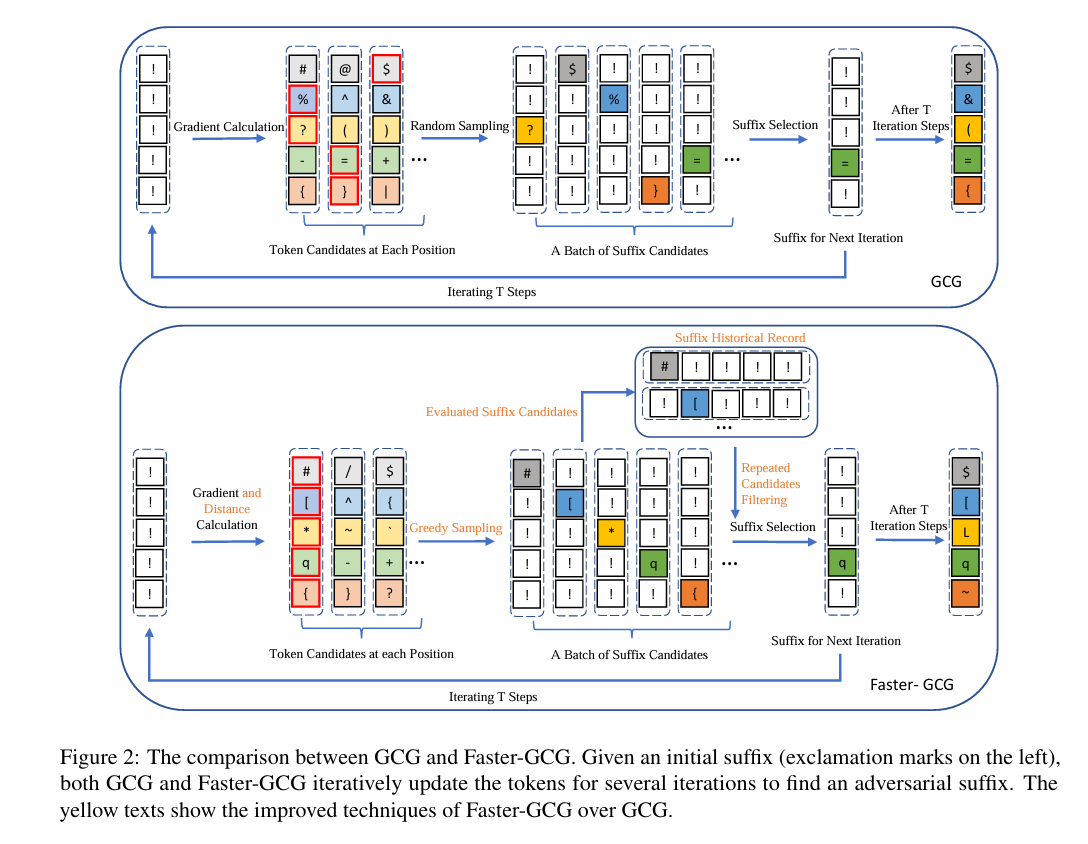 ! # @ $ ! $ ! ! ! ! $
! % ^ & ! ! % ! ! ! &
! ? ( ) ? ! ! ! ! ! (
! - = + ! ! ! ! = = =
! { } | ! ! ! } ! ! {
Gradient Calculation
...
Random Sampling
...
Suffix Selection
After T
Iteration Steps
Token Candidates at Each Position
A Batch of Suffix Candidates
Suffix for Next Iteration
Iterating T Steps
GCG
Suffix Historical Record
# ! ! ! !
! [ ! ! !
...
Evaluated Suffix Candidates
Repeated
Candidates
Filtering
! # / $ # ! ! ! ! ! $
! [ ^ { ! [ ! ! ! ! [
! * ~ ` ! ! * ! ! ! L
! q - + ! ! ! q ! q q
! { } ? ! ! ! ! { ! ~
Gradient and
Distance
Calculation
...
Greedy Sampling
...
Suffix Selection
After T
Iteration Steps
Token Candidates at each Position
A Batch of Suffix Candidates
Suffix for Next Iteration
Iterating T Steps
Faster- GCG
Figure 2: The comparison between GCG and Faster-GCG. Given an initial suffix (exclamation marks on the left),
both GCG and Faster-GCG iteratively update the tokens for several iterations to find an adversarial suffix. The
yellow texts show the improved techniques of Faster-GCG over GCG.